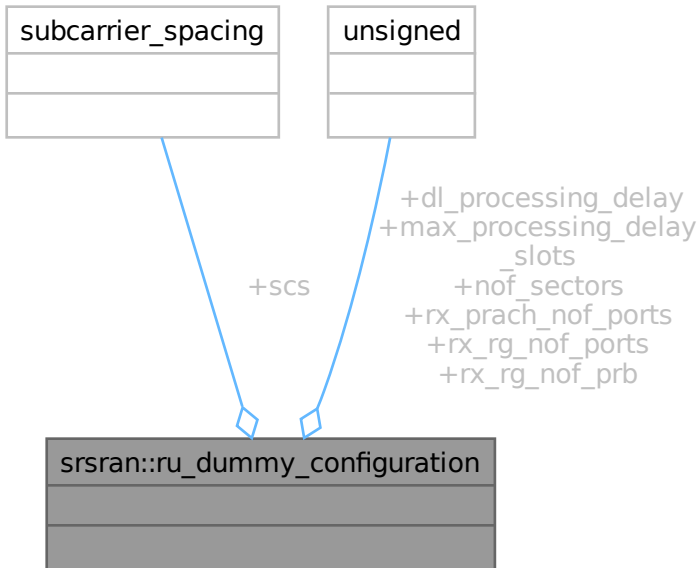 subcarrier_spacing
unsigned
+dl_processing_delay
+max_processing_delay
_slots
+scs
+nof_sectors
+rx_prach_nof_ports
+rx_rg_nof_ports
+rx_rg_nof_prb
srsran::ru_dummy_configuration